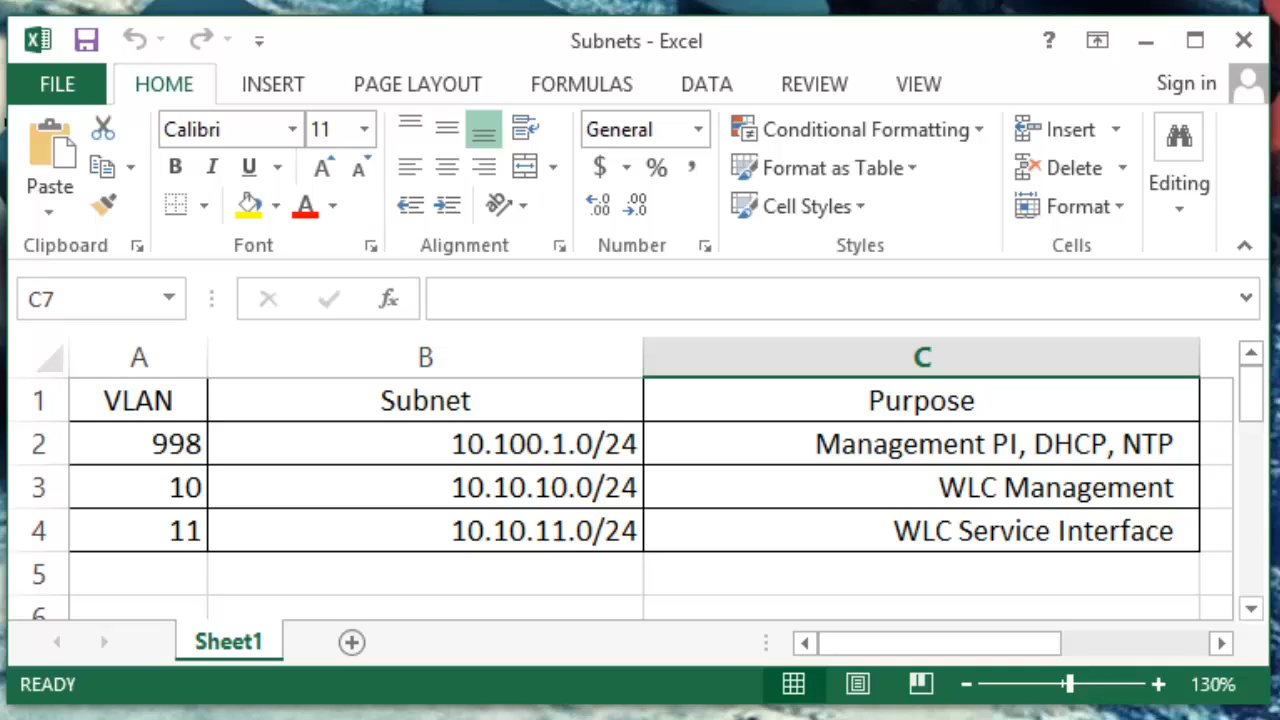 Subnets - Excel
?
FILE HOME INSERT PAGE LAYOUT FORMULAS DATA REVIEW VIEW Sign in
Paste
Clipboard
Calibri 11
B I U A A
A
Font
Alignment
General
$ % ,
Number
Conditional Formatting
Format as Table
Cell Styles
Styles
Insert
Delete
Format
Cells
Editing
C7 fx
A B C
1 VLAN Subnet Purpose
2 998 10.100.1.0/24 Management PI, DHCP, NTP
3 10 10.10.10.0/24 WLC Management
4 11 10.10.11.0/24 WLC Service Interface
5
6
Sheet1
READY 130%